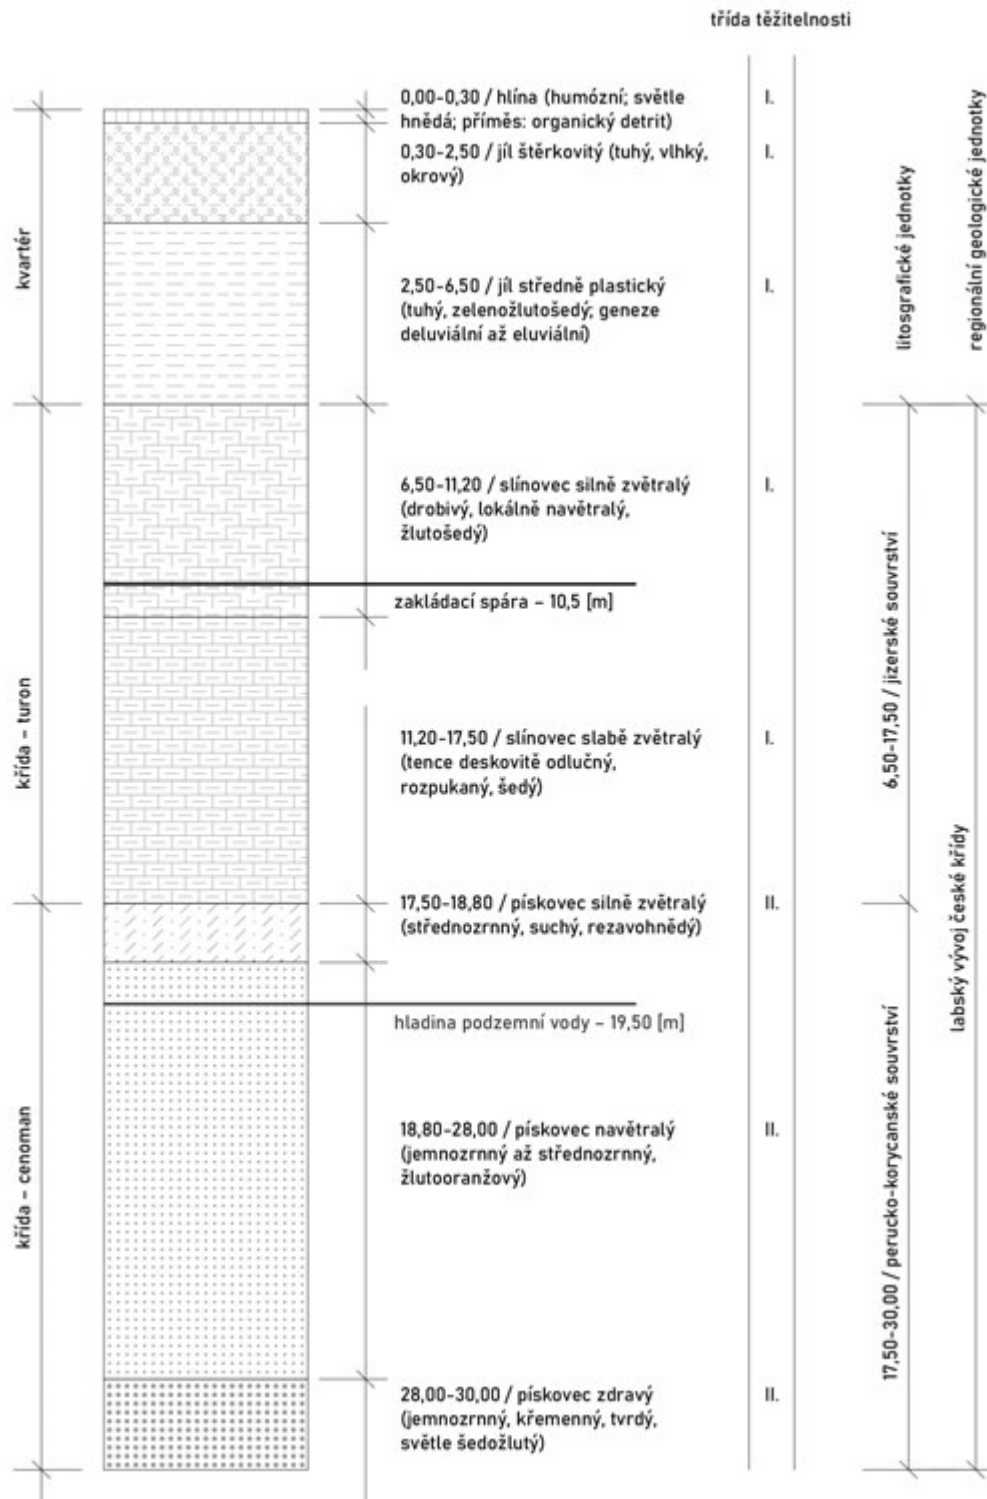 třída těžitelnosti
0,00-0,30 / hlína (humózní; světle
hnědá; příměs: organický detrit)
I.
0,30-2,50 / jíl štěrkovitý (tuhý, vlhký,
okrový)
I.
kvartér
2,50-6,50 / jíl středně plastický
(tuhý, zelenožlutošedý; geneze
deluviální až eluviální)
I.
litosgrafické jednotky
regionální geologické jednotky
6,50-11,20 / slínovec silně zvětralý
(drobivý, lokálně navětralý,
žlutošedý)
I.
zakládací spára – 10,5 [m]
křída – turon
11,20-17,50 / slínovec slabě zvětralý
(tence deskovitě odlučný,
rozpukaný, šedý)
I.
6,50-17,50 / jizerské souvrství
17,50-18,80 / pískovec silně zvětralý
(střednozrnný, suchý, rezavohnědý)
II.
labský vývoj české křídy
hladina podzemní vody – 19,50 [m]
křída – cenoman
18,80-28,00 / pískovec navětralý
(jemnozrnný až střednozrnný,
žlutooranžový)
II.
17,50-30,00 / perucko-korycanské souvrství
28,00-30,00 / pískovec zdravý
(jemnozrnný, křemenný, tvrdý,
světle šedožlutý)
II.